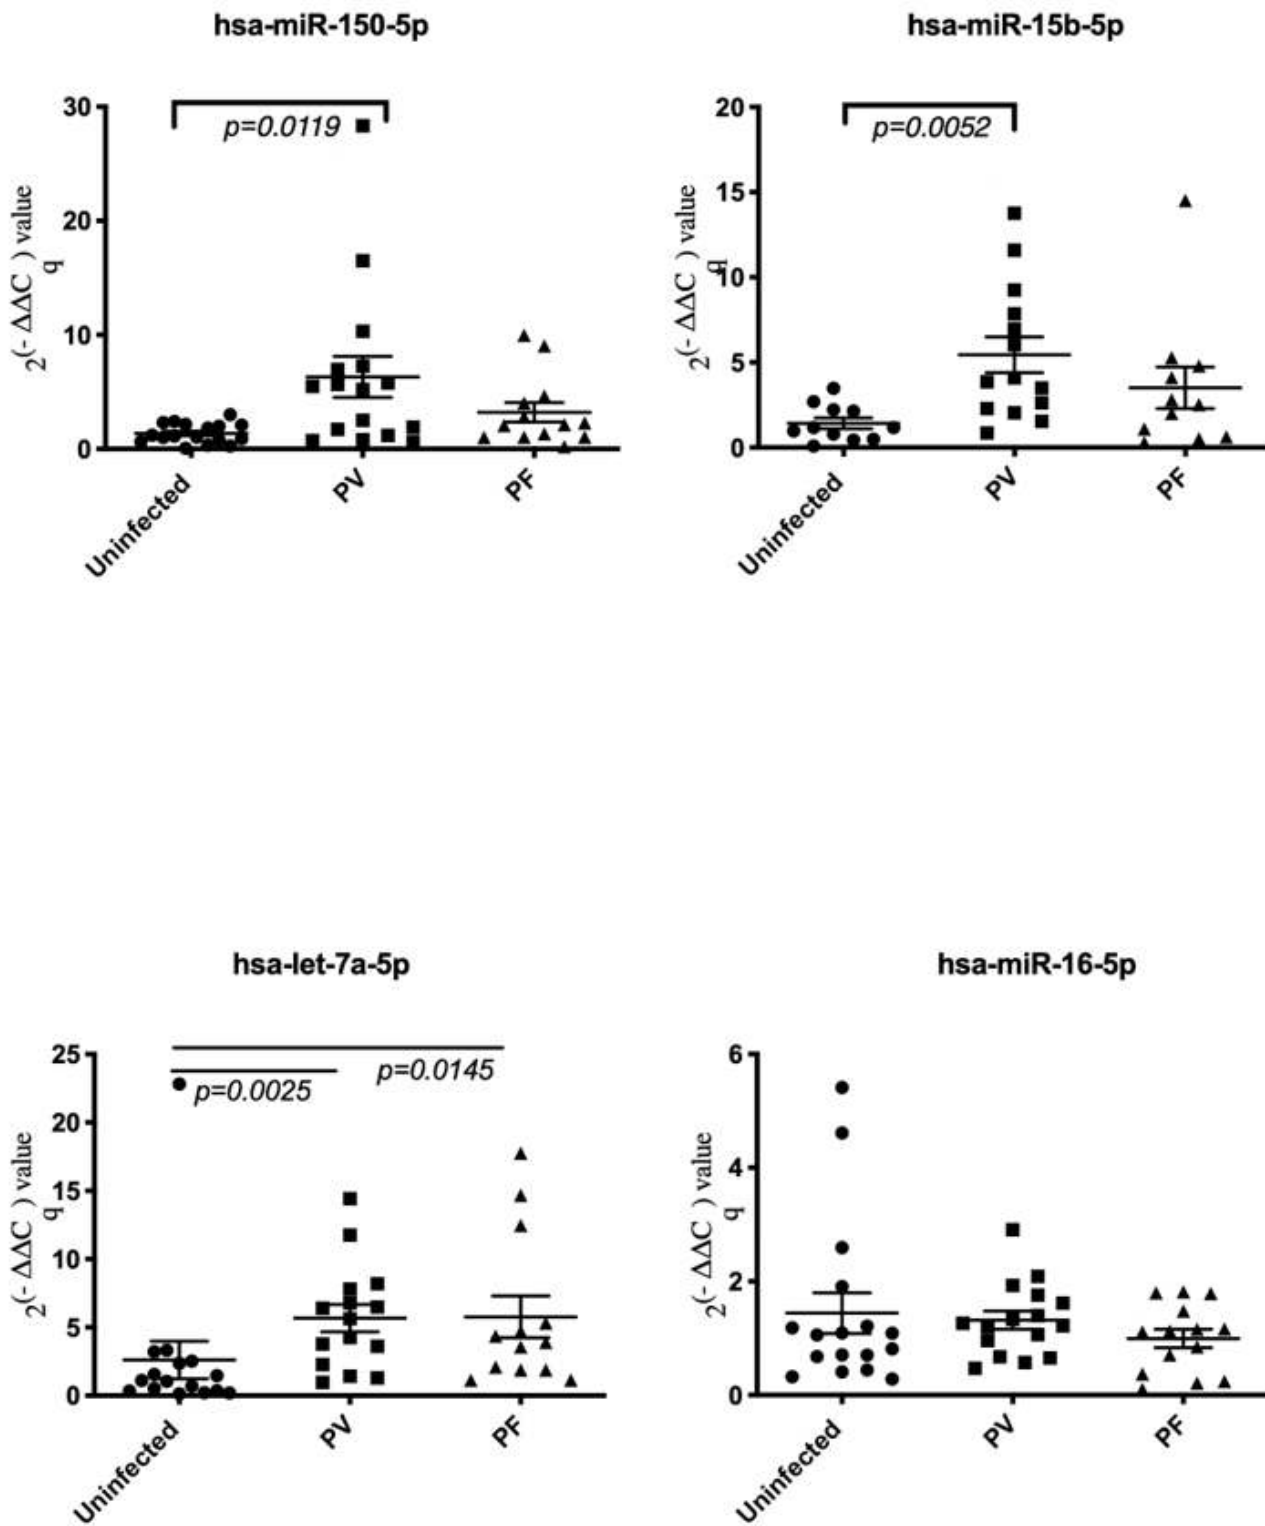 hsa-miR-150-5p
30
20
10
0
2(- ΔΔCq) value
p=0.0119
Uninfected
PV
PF
hsa-miR-15b-5p
20
15
10
5
0
2(- ΔΔCq) value
p=0.0052
Uninfected
PV
PF
hsa-let-7a-5p
25
20
15
10
5
0
2(- ΔΔCq) value
p=0.0145
p=0.0025
Uninfected
PV
PF
hsa-miR-16-5p
6
4
2
0
2(- ΔΔCq) value
Uninfected
PV
PF